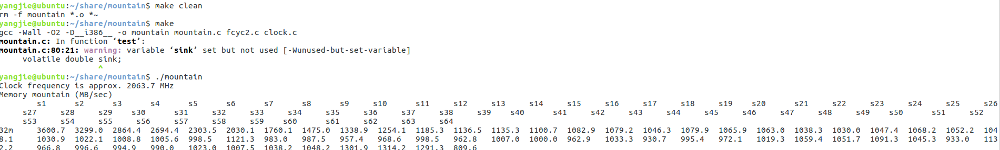 yangjie@ubuntu:~/share/mountain$ make clean
rm -f mountain *.o *~
yangjie@ubuntu:~/share/mountain$ make
gcc -Wall -O2 -D__i386__ -o mountain mountain.c fcyc2.c clock.c
mountain.c: In function ‘test’:
mountain.c:80:21: warning: variable ‘sink’ set but not used [-Wunused-but-set-variable]
volatile double sink;
^
yangjie@ubuntu:~/share/mountain$ ./mountain
Clock frequency is approx. 2063.7 MHz
Memory mountain (MB/sec)
s1 s2 s3 s4 s5 s6 s7 s8 s9 s10 s11 s12 s13 s14 s15 s16 s17 s18 s19 s20 s21 s22 s23 s24 s25 s26
s27 s28 s29 s30 s31 s32 s33 s34 s35 s36 s37 s38 s39 s40 s41 s42 s43 s44 s45 s46 s47 s48 s49 s50 s51 s52
s53 s54 s55 s56 s57 s58 s59 s60 s61 s62 s63 s64
32m 3600.7 3299.0 2864.4 2694.4 2303.5 2030.1 1760.1 1475.0 1338.9 1254.1 1185.3 1136.5 1135.3 1100.7 1082.9 1079.2 1046.3 1079.9 1065.9 1063.0 1038.3 1030.0 1047.4 1068.2 1052.2 104
8.1 1030.9 1022.1 1008.8 1005.6 998.5 1121.3 983.0 987.5 957.4 968.6 998.5 962.8 1007.0 1000.0 962.9 1033.3 930.7 995.4 972.1 1019.3 1059.4 1051.7 1091.3 1045.3 933.0 113
2.2 966.8 996.6 994.9 990.0 1023.0 1007.5 1038.2 1048.2 1301.9 1314.2 1291.3 809.6